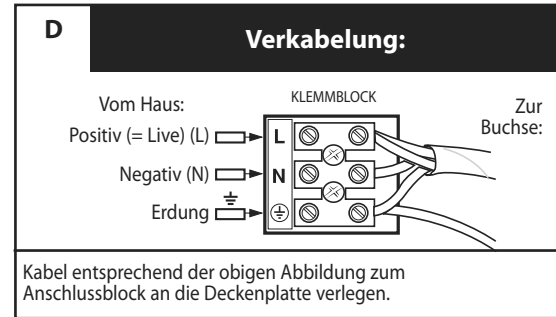 D
Verkabelung:
Vom Haus:
KLEMMBLOCK
Zur
Buchse:
Positiv (= Live) (L)
L
Negativ (N)
N
Erdung
Kabel entsprechend der obigen Abbildung zum
Anschlussblock an die Deckenplatte verlegen.